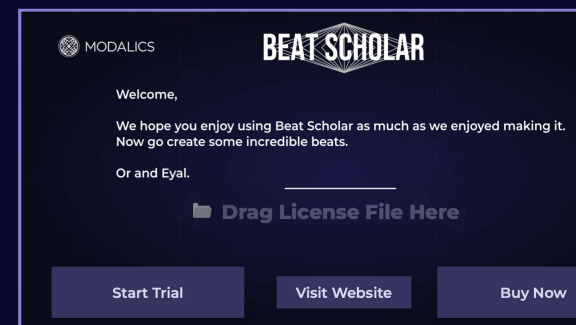 MODALICS
BEAT SCHOLAR
Welcome,
We hope you enjoy using Beat Scholar as much as we enjoyed making it.
Now go create some incredible beats.
Or and Eyal.
Drag License File Here
Start Trial
Visit Website
Buy Now